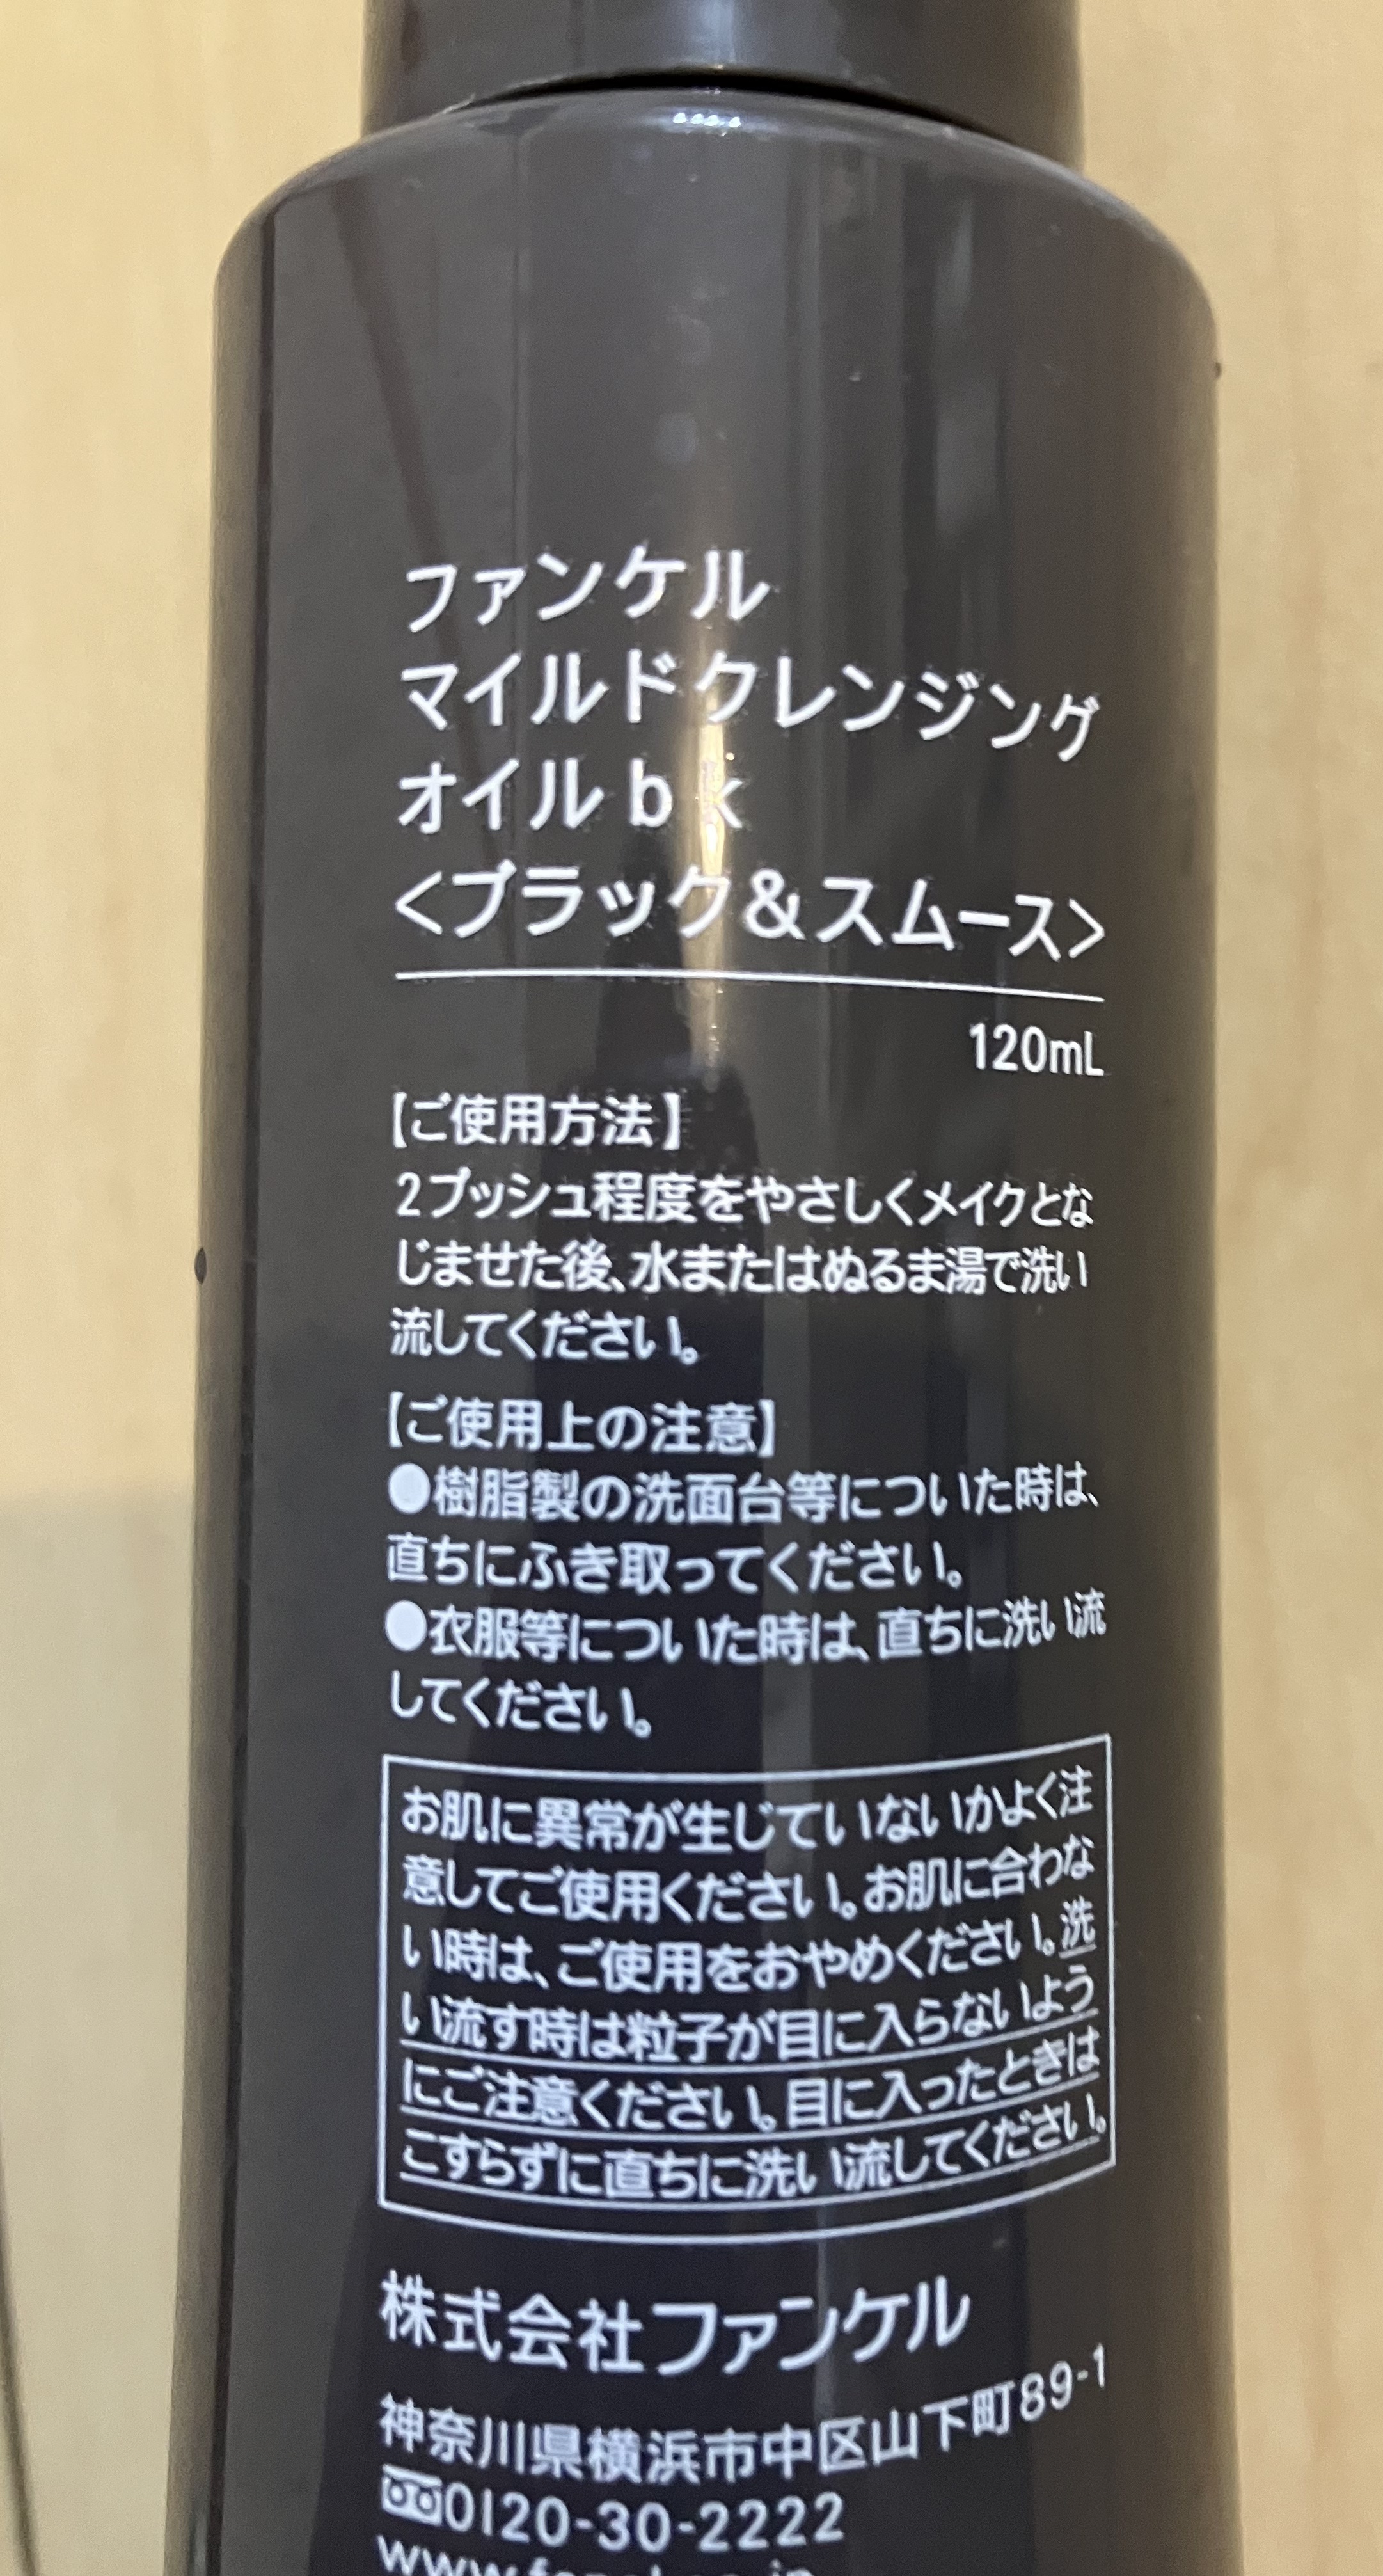 ファンケル
マイルドクレンジング
オイル bk
<ブラック&スムース>
120mL
【ご使用方法】
2プッシュ程度をやさしくメイクとな
じませた後、水またはぬるま湯で洗い
流してください。
【ご使用上の注意】
●樹脂製の洗面台等についた時は、
直ちにふき取ってください。
●衣服等についた時は、直ちに洗い流
してください。
お肌に異常が生じていないかよく注
意してご使用ください。お肌に合わな
い時は、ご使用をおやめください。洗
い流す時は粒子が目に入らないよう
にご注意ください。目に入ったときは
こすらずに直ちに洗い流してください。
株式会社ファンケル
神奈川県横浜市中区山下町89-1
0120-30-2222